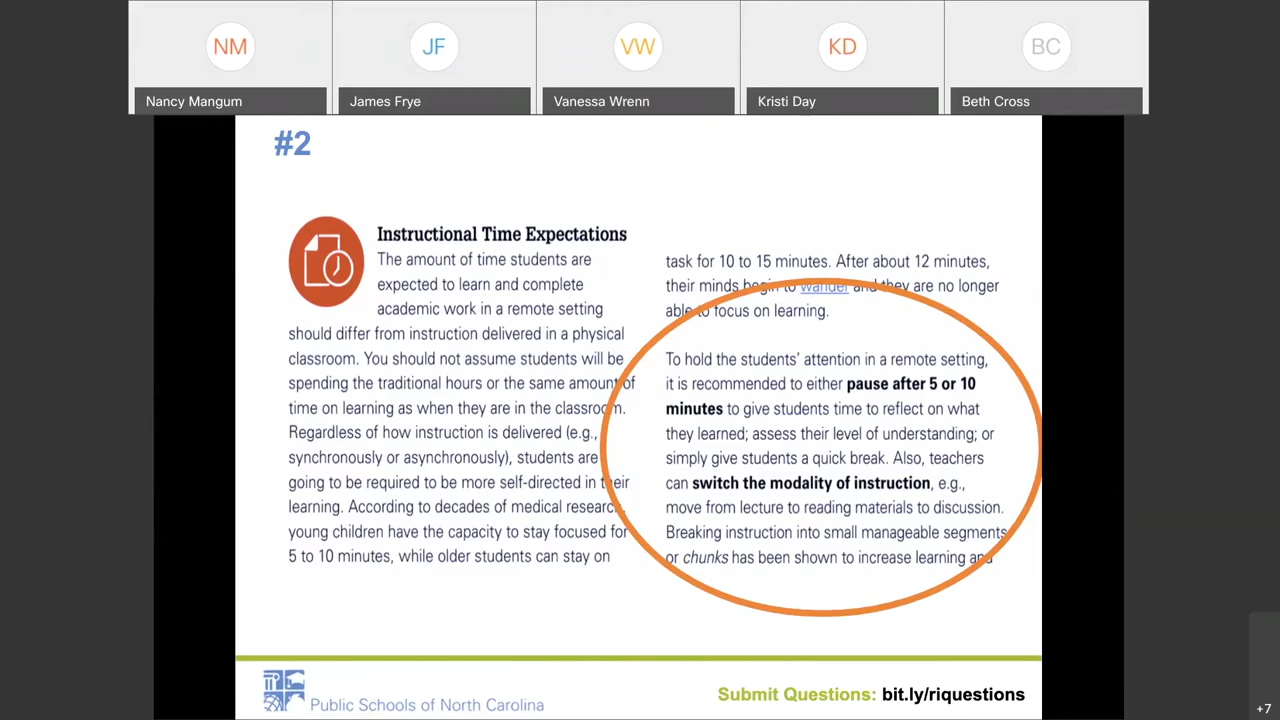 NM
JF
VW
KD
BC
Nancy Mangum
James Frye
Vanessa Wrenn
Kristi Day
Beth Cross
#2
Instructional Time Expectations
The amount of time students are
expected to learn and complete
academic work in a remote setting
should differ from instruction delivered in a physical
classroom. You should not assume students will be
spending the traditional hours or the same amount of
time on learning as when they are in the classroom.
Regardless of how instruction is delivered (e.g.,
synchronously or asynchronously), students are
going to be required to be more self-directed in their
learning. According to decades of medical research,
young children have the capacity to stay focused for
5 to 10 minutes, while older students can stay on
task for 10 to 15 minutes. After about 12 minutes,
their minds begin to wander and they are no longer
able to focus on learning.
To hold the students’ attention in a remote setting,
it is recommended to either pause after 5 or 10
minutes to give students time to reflect on what
they learned; assess their level of understanding; or
simply give students a quick break. Also, teachers
can switch the modality of instruction, e.g.,
move from lecture to reading materials to discussion.
Breaking instruction into small manageable segments
or chunks has been shown to increase learning and
Public Schools of North Carolina
Submit Questions: bit.ly/riquestions
+7